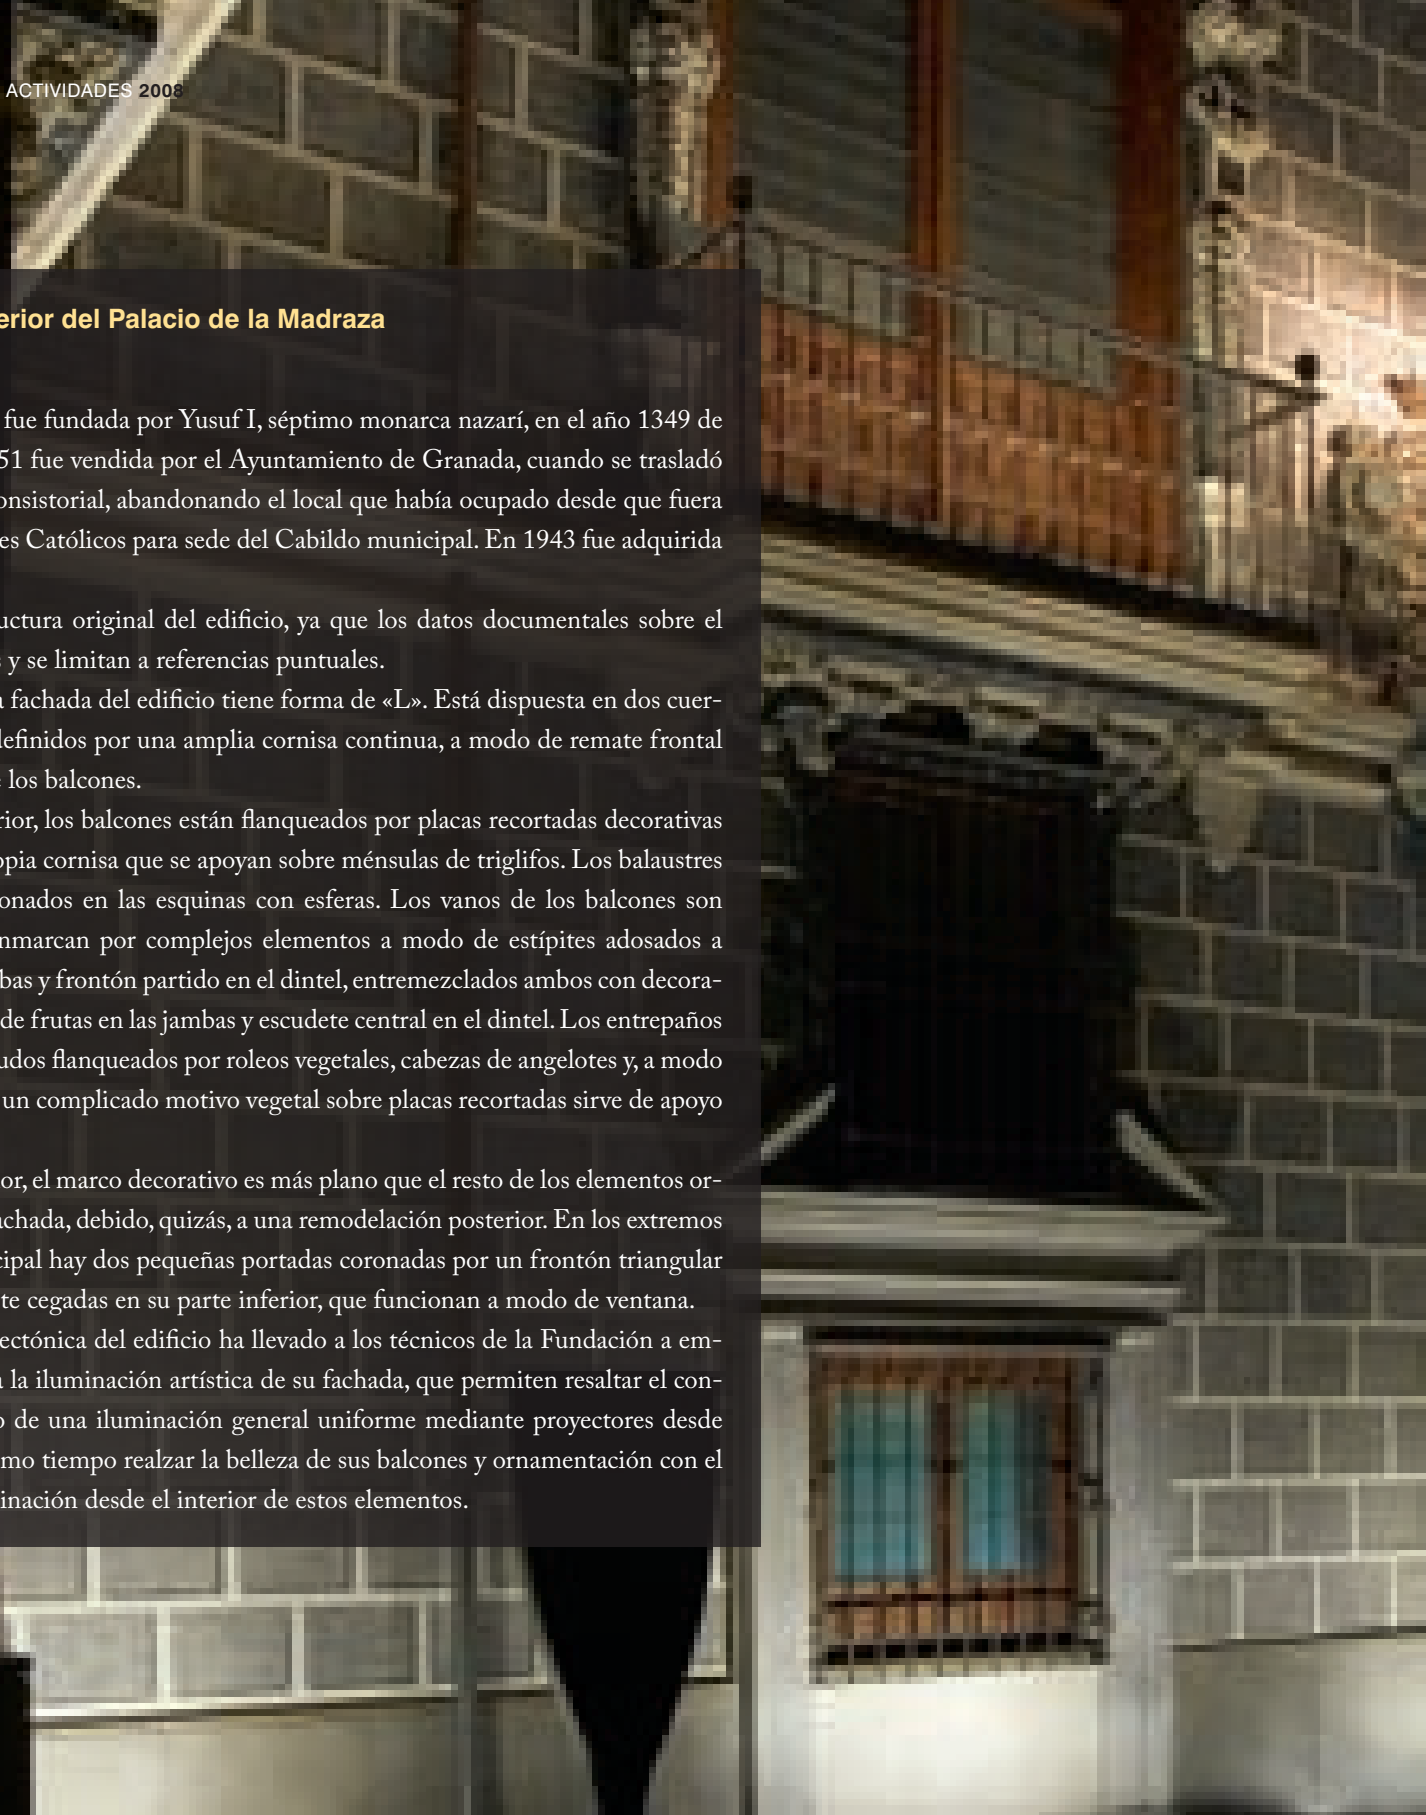 ACTIVIDADES 2008
erior del Palacio de la Madraza
fue fundada por Yusuf I, séptimo monarca nazarí, en el año 1349 de
51 fue vendida por el Ayuntamiento de Granada, cuando se trasladó
onsistorial, abandonando el local que había ocupado desde que fuera
es Católicos para sede del Cabildo municipal. En 1943 fue adquirida
uctura original del edificio, ya que los datos documentales sobre el
s y se limitan a referencias puntuales.
a fachada del edificio tiene forma de «L». Está dispuesta en dos cuer-
definidos por una amplia cornisa continua, a modo de remate frontal
e los balcones.
rior, los balcones están flanqueados por placas recortadas decorativas
opia cornisa que se apoyan sobre ménsulas de triglifos. Los balaustres
onados en las esquinas con esferas. Los vanos de los balcones son
nmarcan por complejos elementos a modo de estípites adosados a
bas y frontón partido en el dintel, entremezclados ambos con decora-
de frutas en las jambas y escudete central en el dintel. Los entrepaños
udos flanqueados por roleos vegetales, cabezas de angelotes y, a modo
un complicado motivo vegetal sobre placas recortadas sirve de apoyo
or, el marco decorativo es más plano que el resto de los elementos or-
achada, debido, quizás, a una remodelación posterior. En los extremos
cipal hay dos pequeñas portadas coronadas por un frontón triangular
te cegadas en su parte inferior, que funcionan a modo de ventana.
ectónica del edificio ha llevado a los técnicos de la Fundación a em-
a la iluminación artística de su fachada, que permiten resaltar el con-
o de una iluminación general uniforme mediante proyectores desde
mo tiempo realzar la belleza de sus balcones y ornamentación con el
inación desde el interior de estos elementos.